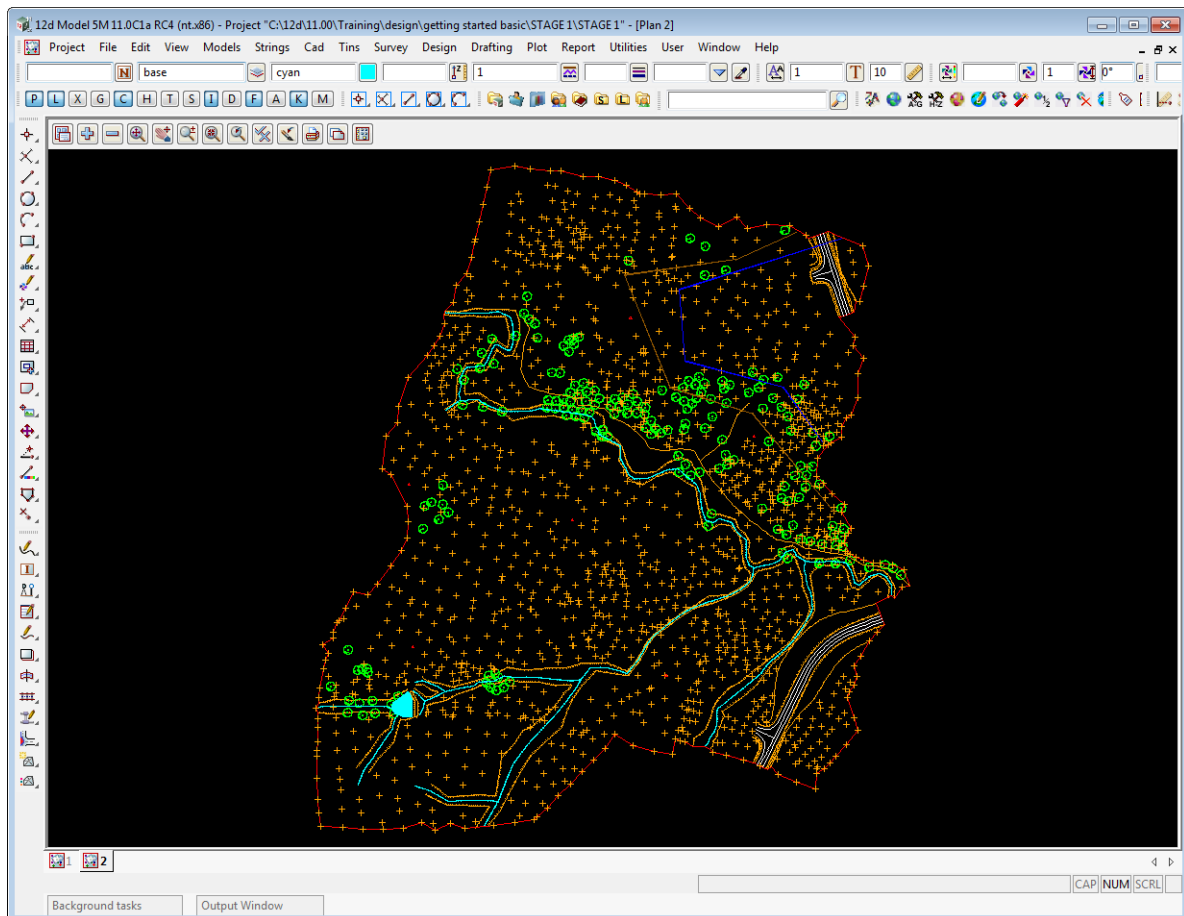 12d Model 5M 11.0C1a RC4 (nt.x86) - Project "C:\12d\11.00\Training\design\getting started basic\STAGE 1\STAGE 1" - [Plan 2]
Project File Edit View Models Strings Cad Tins Survey Design Drafting Plot Report Utilities User Window Help
N base cyan 1 1 T 10 1 0°
P L X G C H T S I D F A K M S L
abc
1 2
CAP NUM SCRL
Background tasks Output Window